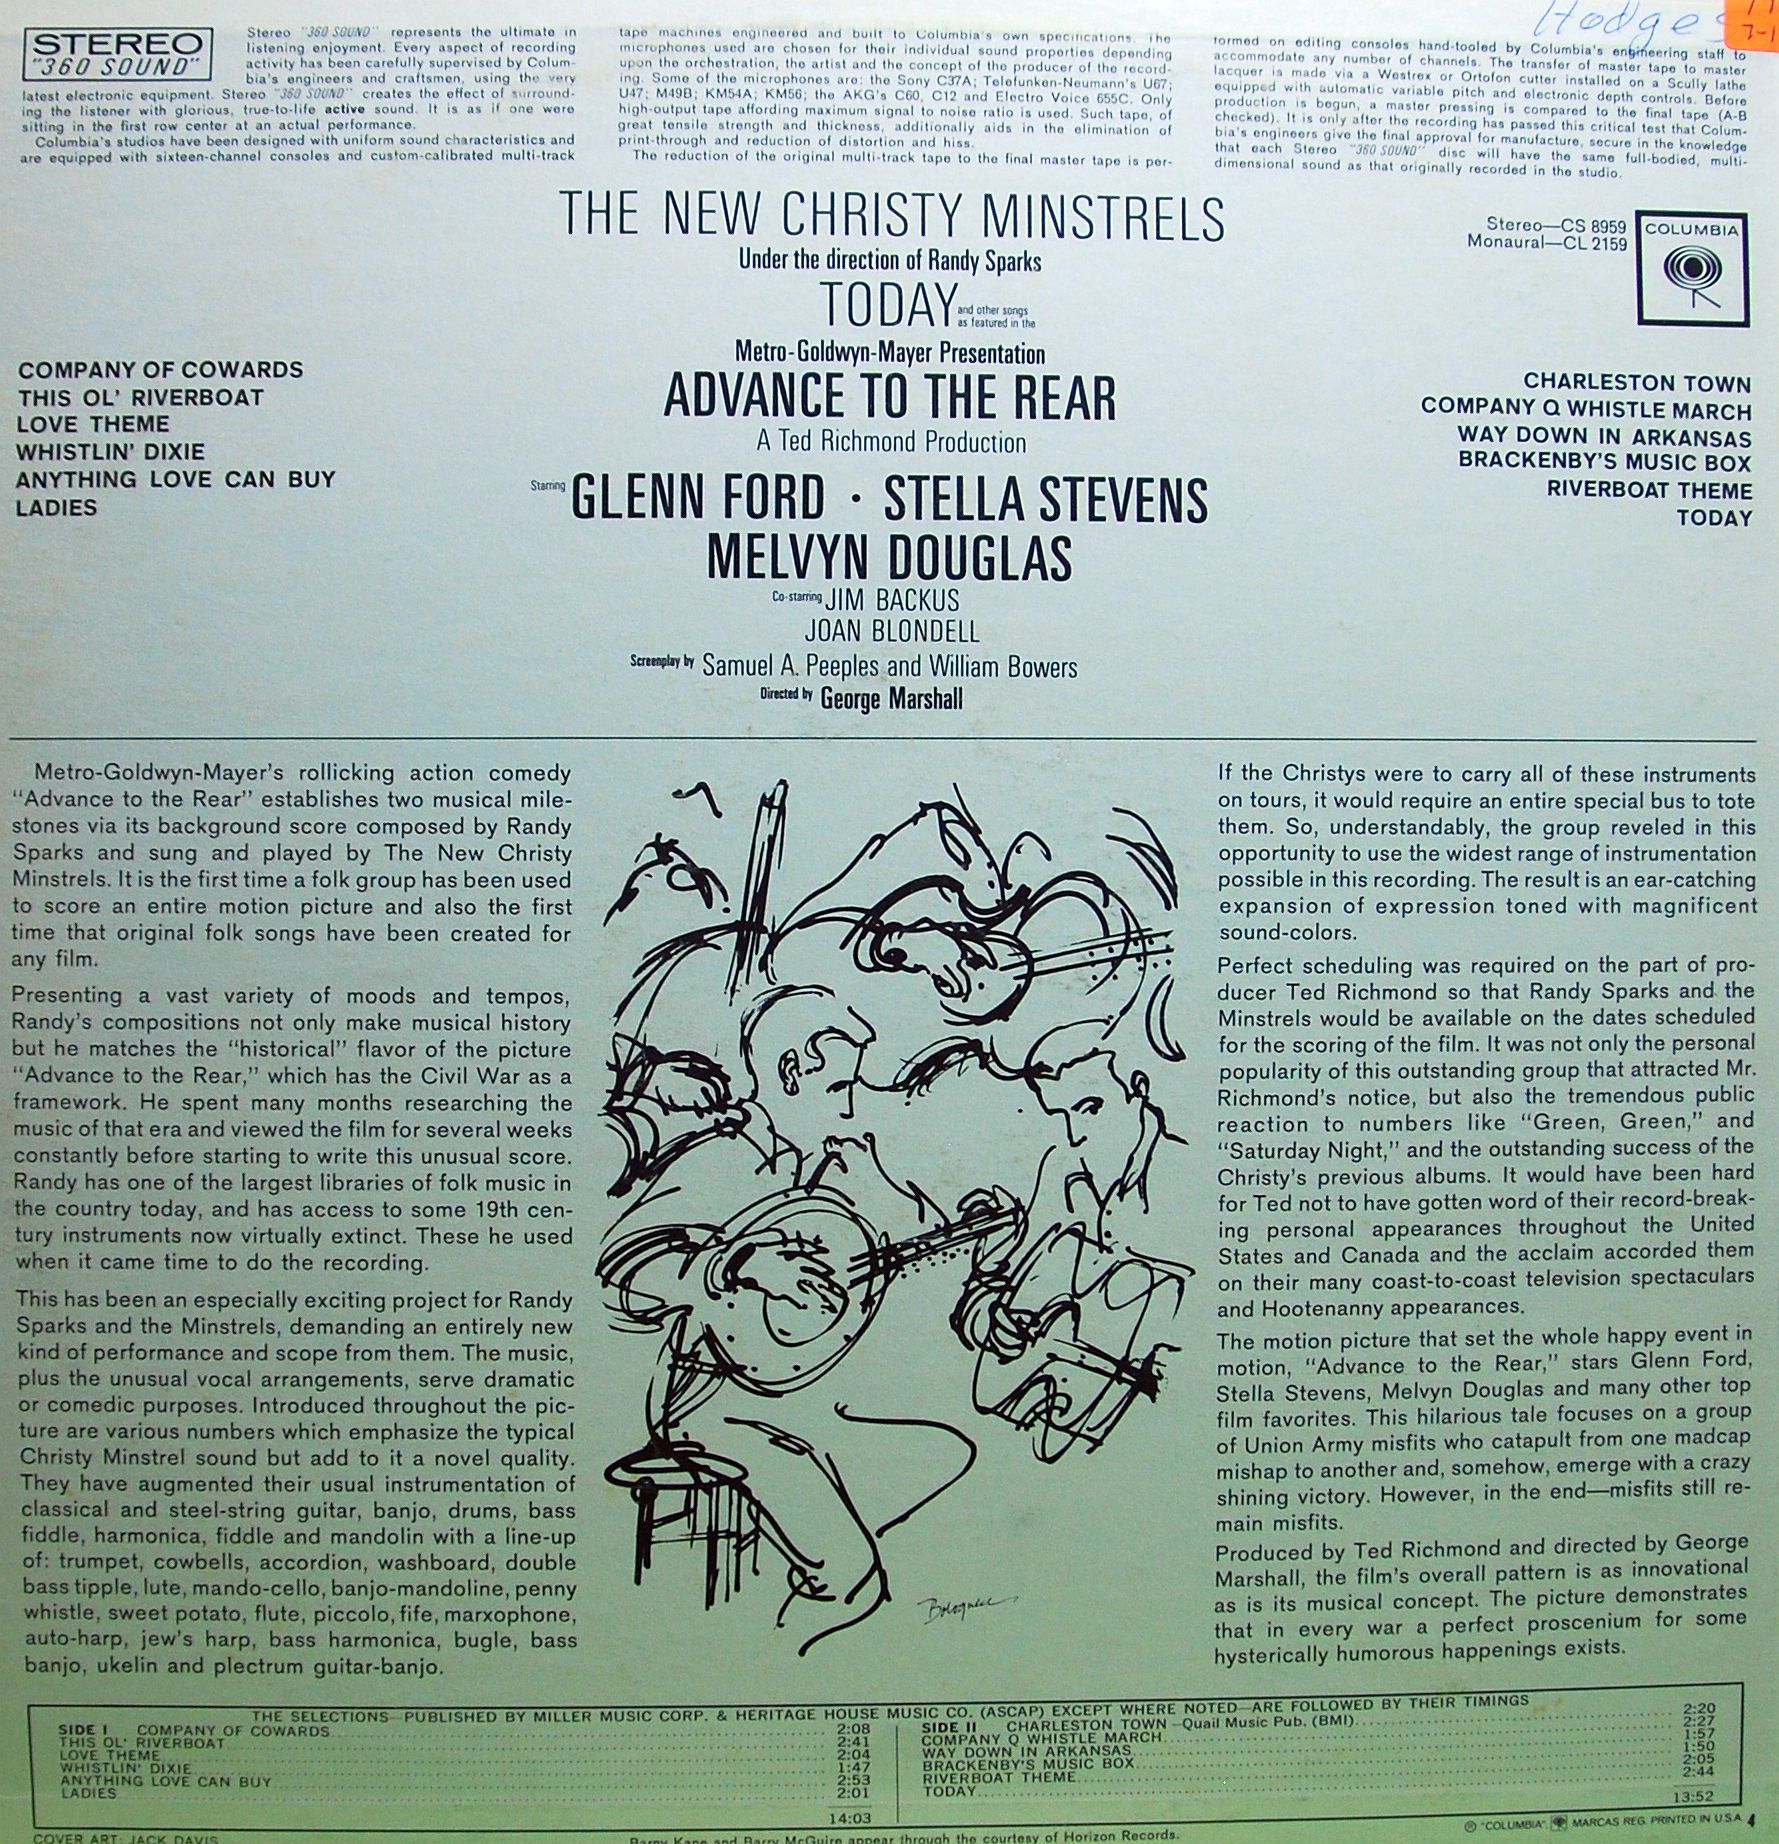 Hodges
STEREO
"360 SOUND"
Stereo "360 SOUND" represents the ultimate in
listening enjoyment. Every aspect of recording
activity has been carefully supervised by Colum-
bia's engineers and craftsmen, using the very
latest electronic equipment. Stereo "360 SOUND" creates the effect of surround-
ing the listener with glorious, true-to-life active sound. It is as if one were
sitting in the first row center at an actual performance.
Columbia's studios have been designed with uniform sound characteristics and
are equipped with sixteen-channel consoles and custom-calibrated multi-track
tape machines engineered and built to Columbia's own specifications. The
microphones used are chosen for their individual sound properties depending
upon the orchestration, the artist and the concept of the producer of the record-
ing. Some of the microphones are: the Sony C37A; Telefunken-Neumann's U67;
U47; M49B; KM54A; KM56; the AKG's C60, C12 and Electro Voice 655C. Only
high-output tape affording maximum signal to noise ratio is used. Such tape, of
great tensile strength and thickness, additionally aids in the elimination of
print-through and reduction of distortion and hiss.
The reduction of the original multi-track tape to the final master tape is per-
formed on editing consoles hand-tooled by Columbia's engineering staff to
accommodate any number of channels. The transfer of master tape to master
lacquer is made via a Westrex or Ortofon cutter installed on a Scully lathe
equipped with automatic variable pitch and electronic depth controls. Before
production is begun, a master pressing is compared to the final tape (A-B
checked). It is only after the recording has passed this critical test that Colum-
bia's engineers give the final approval for manufacture, secure in the knowledge
that each Stereo "360 SOUND" disc will have the same full-bodied, multi-
dimensional sound as that originally recorded in the studio.
THE NEW CHRISTY MINSTRELS
Under the direction of Randy Sparks
TODAY and other songs
as featured in the
Metro-Goldwyn-Mayer Presentation
ADVANCE TO THE REAR
A Ted Richmond Production
Starring GLENN FORD · STELLA STEVENS
MELVYN DOUGLAS
Co-starring JIM BACKUS
JOAN BLONDELL
Screenplay by Samuel A. Peeples and William Bowers
Directed by George Marshall
Stereo—CS 8959
Monaural—CL 2159
COLUMBIA
COMPANY OF COWARDS
THIS OL' RIVERBOAT
LOVE THEME
WHISTLIN' DIXIE
ANYTHING LOVE CAN BUY
LADIES
CHARLESTON TOWN
COMPANY Q WHISTLE MARCH
WAY DOWN IN ARKANSAS
BRACKENBY'S MUSIC BOX
RIVERBOAT THEME
TODAY
Metro-Goldwyn-Mayer's rollicking action comedy
"Advance to the Rear" establishes two musical mile-
stones via its background score composed by Randy
Sparks and sung and played by The New Christy
Minstrels. It is the first time a folk group has been used
to score an entire motion picture and also the first
time that original folk songs have been created for
any film.
Presenting a vast variety of moods and tempos,
Randy's compositions not only make musical history
but he matches the "historical" flavor of the picture
"Advance to the Rear," which has the Civil War as a
framework. He spent many months researching the
music of that era and viewed the film for several weeks
constantly before starting to write this unusual score.
Randy has one of the largest libraries of folk music in
the country today, and has access to some 19th cen-
tury instruments now virtually extinct. These he used
when it came time to do the recording.
This has been an especially exciting project for Randy
Sparks and the Minstrels, demanding an entirely new
kind of performance and scope from them. The music,
plus the unusual vocal arrangements, serve dramatic
or comedic purposes. Introduced throughout the pic-
ture are various numbers which emphasize the typical
Christy Minstrel sound but add to it a novel quality.
They have augmented their usual instrumentation of
classical and steel-string guitar, banjo, drums, bass
fiddle, harmonica, fiddle and mandolin with a line-up
of: trumpet, cowbells, accordion, washboard, double
bass tipple, lute, mando-cello, banjo-mandoline, penny
whistle, sweet potato, flute, piccolo, fife, marxophone,
auto-harp, jew's harp, bass harmonica, bugle, bass
banjo, ukelin and plectrum guitar-banjo.
If the Christys were to carry all of these instruments
on tours, it would require an entire special bus to tote
them. So, understandably, the group reveled in this
opportunity to use the widest range of instrumentation
possible in this recording. The result is an ear-catching
expansion of expression toned with magnificent
sound-colors.
Perfect scheduling was required on the part of pro-
ducer Ted Richmond so that Randy Sparks and the
Minstrels would be available on the dates scheduled
for the scoring of the film. It was not only the personal
popularity of this outstanding group that attracted Mr.
Richmond's notice, but also the tremendous public
reaction to numbers like "Green, Green," and
"Saturday Night," and the outstanding success of the
Christy's previous albums. It would have been hard
for Ted not to have gotten word of their record-break-
ing personal appearances throughout the United
States and Canada and the acclaim accorded them
on their many coast-to-coast television spectaculars
and Hootenanny appearances.
The motion picture that set the whole happy event in
motion, "Advance to the Rear," stars Glenn Ford,
Stella Stevens, Melvyn Douglas and many other top
film favorites. This hilarious tale focuses on a group
of Union Army misfits who catapult from one madcap
mishap to another and, somehow, emerge with a crazy
shining victory. However, in the end—misfits still re-
main misfits.
Produced by Ted Richmond and directed by George
Marshall, the film's overall pattern is as innovational
as is its musical concept. The picture demonstrates
that in every war a perfect proscenium for some
hysterically humorous happenings exists.
THE SELECTIONS—PUBLISHED BY MILLER MUSIC CORP. & HERITAGE HOUSE MUSIC CO. (ASCAP) EXCEPT WHERE NOTED—ARE FOLLOWED BY THEIR TIMINGS
SIDE I COMPANY OF COWARDS 2:08
THIS OL' RIVERBOAT 2:41
LOVE THEME 2:04
WHISTLIN' DIXIE 1:47
ANYTHING LOVE CAN BUY 2:53
LADIES 2:01
14:03
SIDE II CHARLESTON TOWN—Quail Music Pub. (BMI) 2:20
COMPANY Q WHISTLE MARCH 2:27
WAY DOWN IN ARKANSAS 1:57
BRACKENBY'S MUSIC BOX 1:50
RIVERBOAT THEME 2:05
TODAY 2:44
13:52
COVER ART: JACK DAVIS
Barry Kane and Barry McGuire appear through the courtesy of Horizon Records.
℗ "COLUMBIA", MARCAS REG. PRINTED IN U.S.A. 4